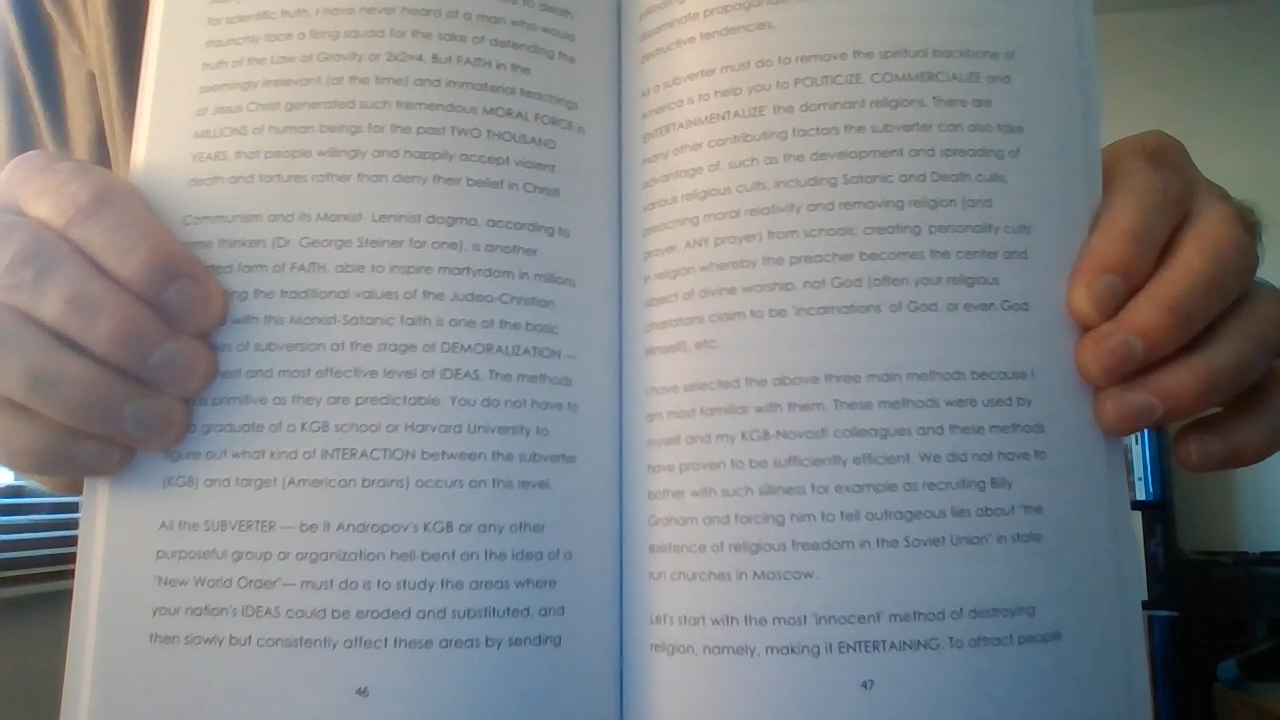 to death
for scientific truth. I have never heard of a man who would
staunchly face a firing squad for the sake of defending the
truth of the Law of Gravity or 2x2=4. But FAITH in the
seemingly irrelevant (at the time) and immaterial teachings
of Jesus Christ generated such tremendous MORAL FORCE in
MILLIONS of human beings for the past TWO THOUSAND
YEARS, that people willingly and happily accept violent
death and tortures rather than deny their belief in Christ!
Communism and its Marxist- Leninist dogma, according to
thinkers (Dr. George Steiner for one), is another
form of FAITH, able to inspire martyrdom in millions
the traditional values of the Judeo-Christian
with this Marxist-Satanic faith is one of the basic
of subversion at the stage of DEMORALIZATION —
and most effective level of IDEAS. The methods
primitive as they are predictable. You do not have to
graduate of a KGB school or Harvard University to
figure out what kind of INTERACTION between the subverter
(KGB) and target (American brains) occurs on this level.
All the SUBVERTER — be it Andropov's KGB or any other
purposeful group or organization hell-bent on the idea of a
'New World Order'— must do is to study the areas where
your nation's IDEAS could be eroded and substituted, and
then slowly but consistently affect these areas by sending
46
disseminate
destructive tendencies.
All a subverter must do to remove the spiritual backbone of
America is to help you to POLITICIZE, COMMERCIALIZE and
ENTERTAINMENTALIZE the dominant religions. There are
many other contributing factors the subverter can also take
advantage of, such as the development and spreading of
various religious cults, including Satanic and Death cults,
preaching moral relativity and removing religion (and
prayer, ANY prayer) from schools; creating 'personality cults'
in religion whereby the preacher becomes the center and
object of divine worship, not God (often your religious
charlatans claim to be 'incarnations' of God, or even God
Himself), etc.
I have selected the above three main methods because I
am most familiar with them. These methods were used by
myself and my KGB-Novosti colleagues and these methods
have proven to be sufficiently efficient. We did not have to
bother with such silliness for example as recruiting Billy
Graham and forcing him to tell outrageous lies about 'the
existence of religious freedom in the Soviet Union' in state
run churches in Moscow.
Let's start with the most 'innocent' method of destroying
religion, namely, making it ENTERTAINING. To attract people
47